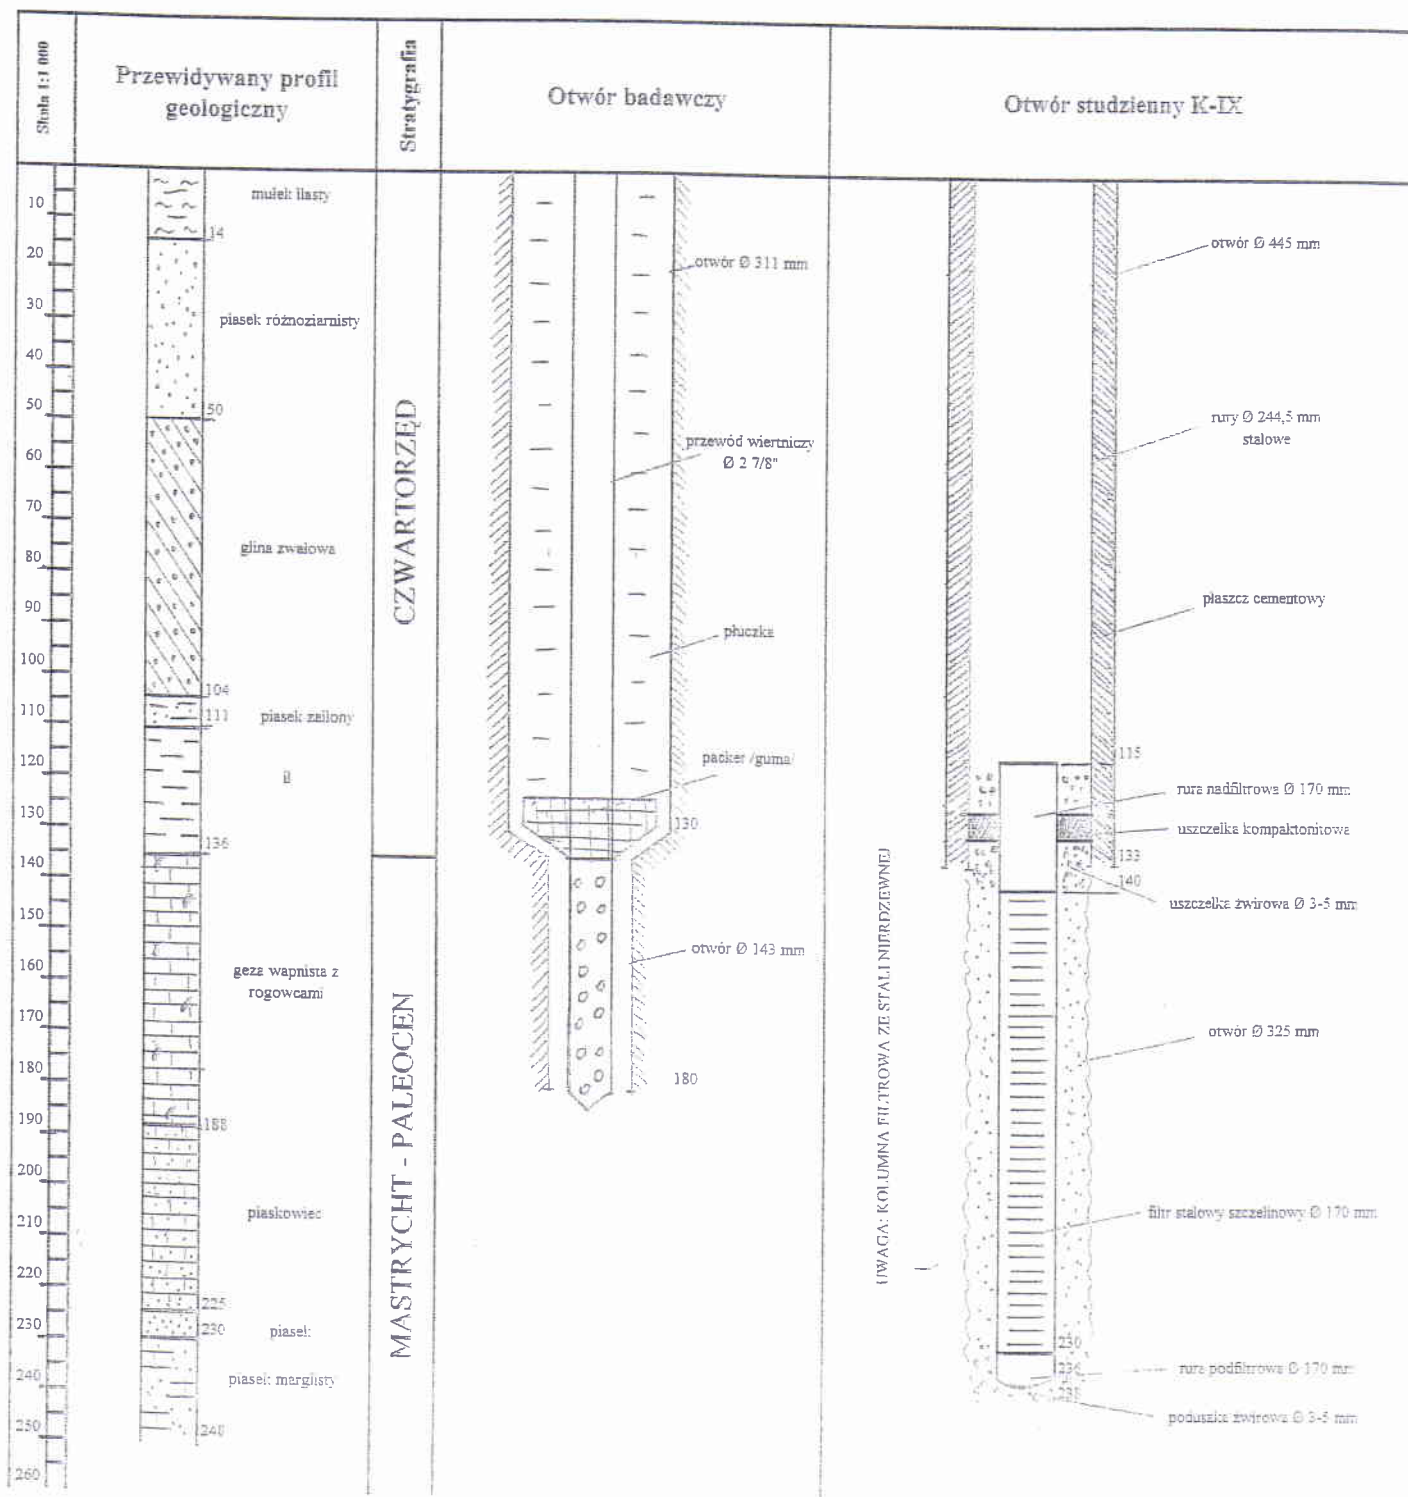 Skala 1:1 000
Przewidywany profil
geologiczny
Stratygrafia
Otwór badawczy
Otwór studzienny K-IX
10
20
30
40
50
60
70
80
90
100
110
120
130
140
150
160
170
180
190
200
210
220
230
240
250
260
mułek ilasty
14
piasek różnoziarnisty
50
glina zwałowa
104
111
piasek zailony
ił
136
geza wapnista z
rogowcami
188
piaskowiec
225
230
piasek
piasek marglisty
248
CZWARTORZĘD
MASTRYCHT - PALEOCEN
otwór Ø 311 mm
przewód wiertniczy
Ø 2 7/8"
płuczka
packer /guma/
130
otwór Ø 143 mm
180
otwór Ø 445 mm
rury Ø 244,5 mm
stalowe
płaszcz cementowy
115
rura nadfiltrowa Ø 170 mm
uszczelka kompaktonitowa
133
140
uszczelka żwirowa Ø 3-5 mm
otwór Ø 325 mm
filtr stalowy szczelinowy Ø 170 mm
230
236
rura podfiltrowa Ø 170 mm
238
poduszka żwirowa Ø 3-5 mm
UWAGA: KOLUMNA FILTROWA ZE STALI NIERDZEWNEJ